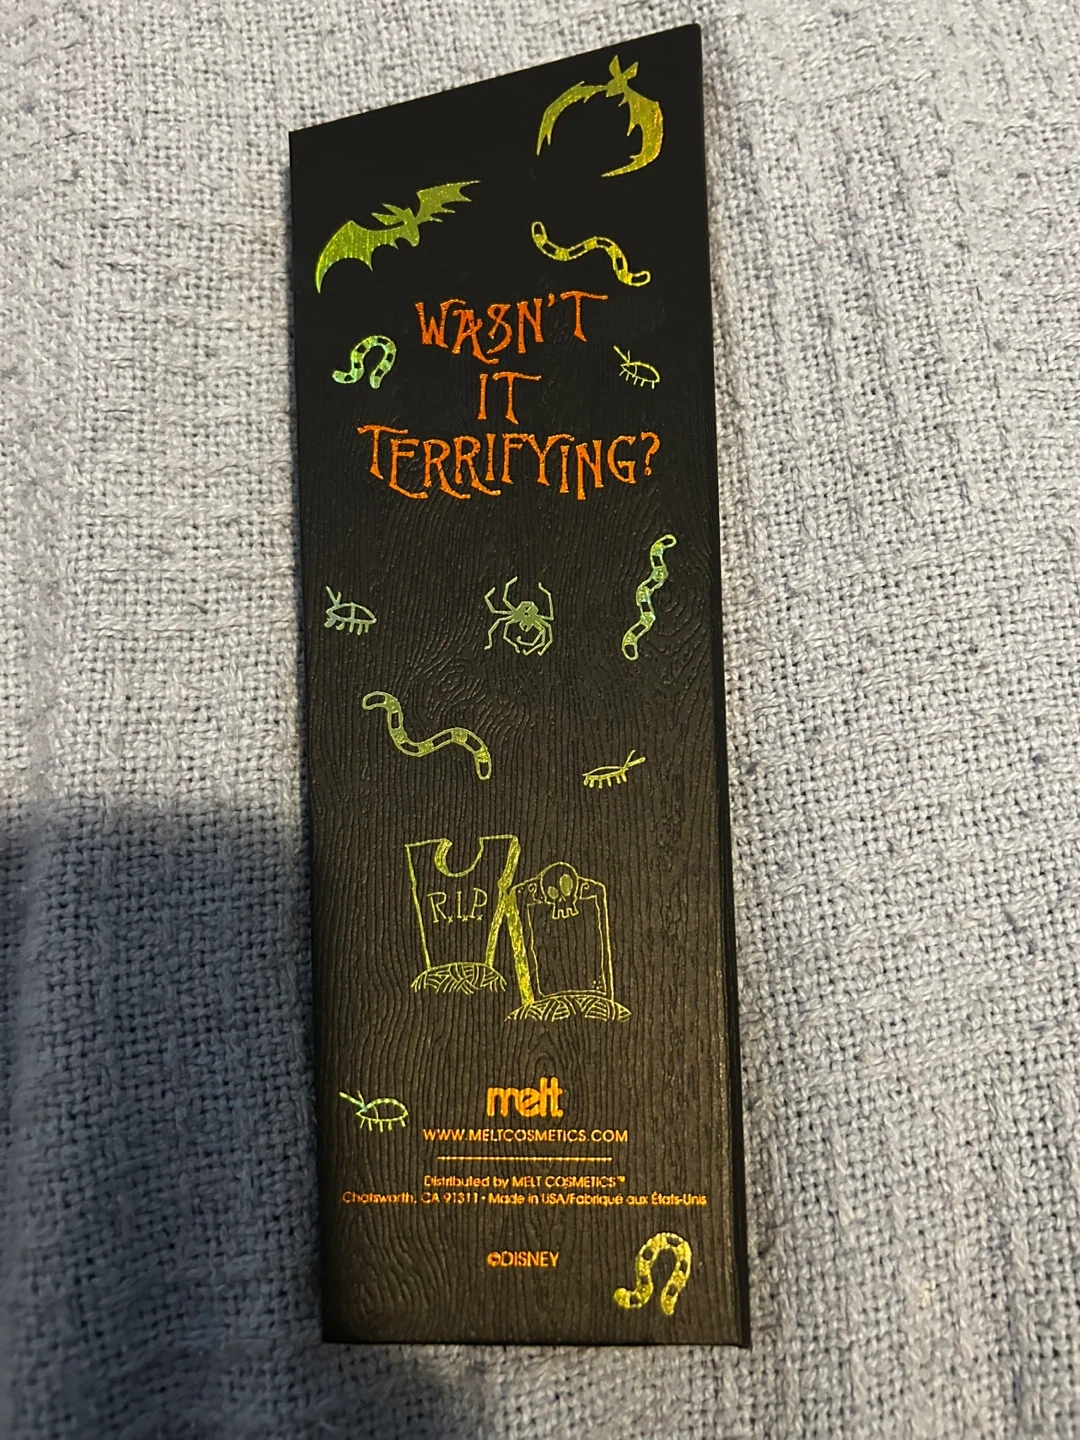 WASN'T
IT
TERRIFYING?
R.I.P.
melt.
WWW.MELTCOSMETICS.COM
Distributed by MELT COSMETICS™
Chatsworth, CA 91311 • Made in USA/Fabriqué aux États-Unis
©DISNEY